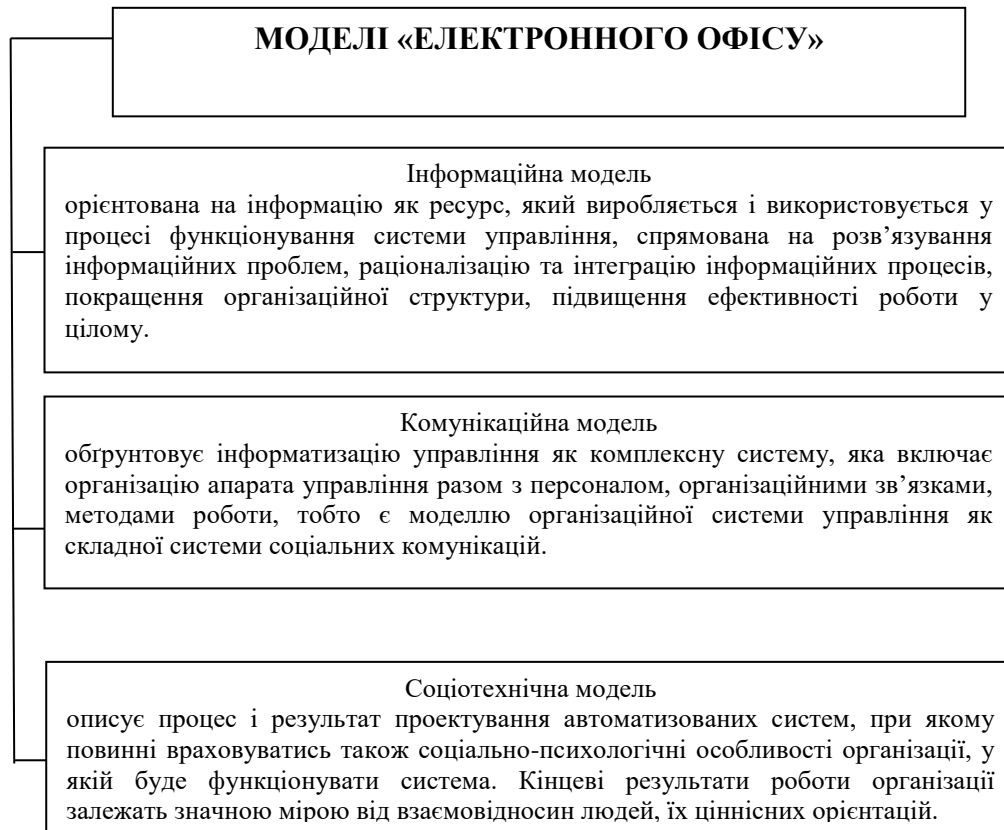 МОДЕЛІ «ЕЛЕКТРОННОГО ОФІСУ»
Інформаційна модель
орієнтована на інформацію як ресурс, який виробляється і використовується у
процесі функціонування системи управління, спрямована на розв’язування
інформаційних проблем, раціоналізацію та інтеграцію інформаційних процесів,
покращення організаційної структури, підвищення ефективності роботи у
цілому.
Комунікаційна модель
обґрунтовує інформатизацію управління як комплексну систему, яка включає
організацію апарата управління разом з персоналом, організаційними зв’язками,
методами роботи, тобто є моделлю організаційної системи управління як
складної системи соціальних комунікацій.
Соціотехнічна модель
описує процес і результат проектування автоматизованих систем, при якому
повинні враховуватись також соціально-психологічні особливості організації, у
якій буде функціонувати система. Кінцеві результати роботи організації
залежать значною мірою від взаємовідносин людей, їх ціннісних орієнтацій.